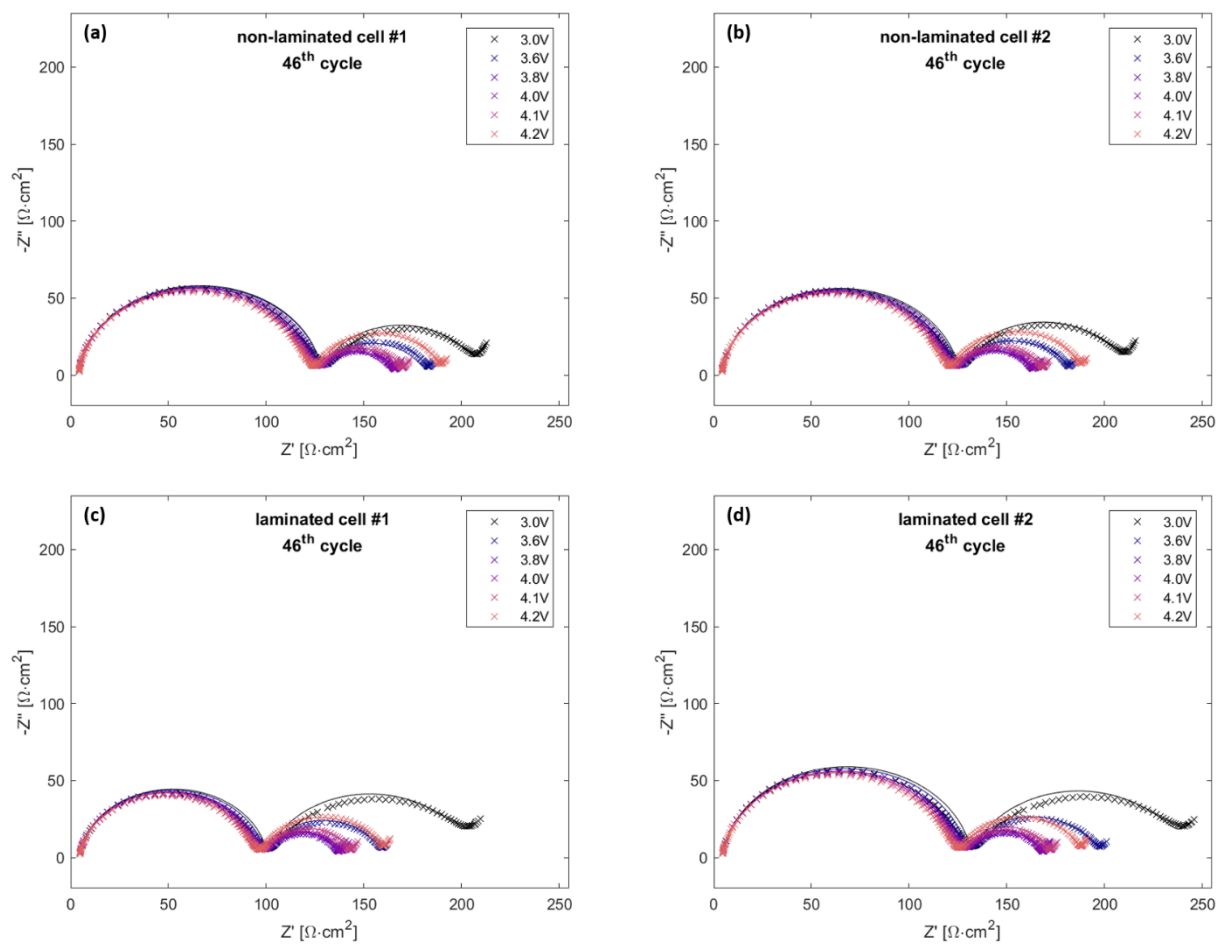 (a)
non-laminated cell #1
46th cycle
3.0V
3.6V
3.8V
4.0V
4.1V
4.2V
200
150
100
50
0
-Z'' [Ω·cm²]
0 50 100 150 200 250
Z' [Ω·cm²]
(b)
non-laminated cell #2
46th cycle
3.0V
3.6V
3.8V
4.0V
4.1V
4.2V
200
150
100
50
0
-Z'' [Ω·cm²]
0 50 100 150 200 250
Z' [Ω·cm²]
(c)
laminated cell #1
46th cycle
3.0V
3.6V
3.8V
4.0V
4.1V
4.2V
200
150
100
50
0
-Z'' [Ω·cm²]
0 50 100 150 200 250
Z' [Ω·cm²]
(d)
laminated cell #2
46th cycle
3.0V
3.6V
3.8V
4.0V
4.1V
4.2V
200
150
100
50
0
-Z'' [Ω·cm²]
0 50 100 150 200 250
Z' [Ω·cm²]